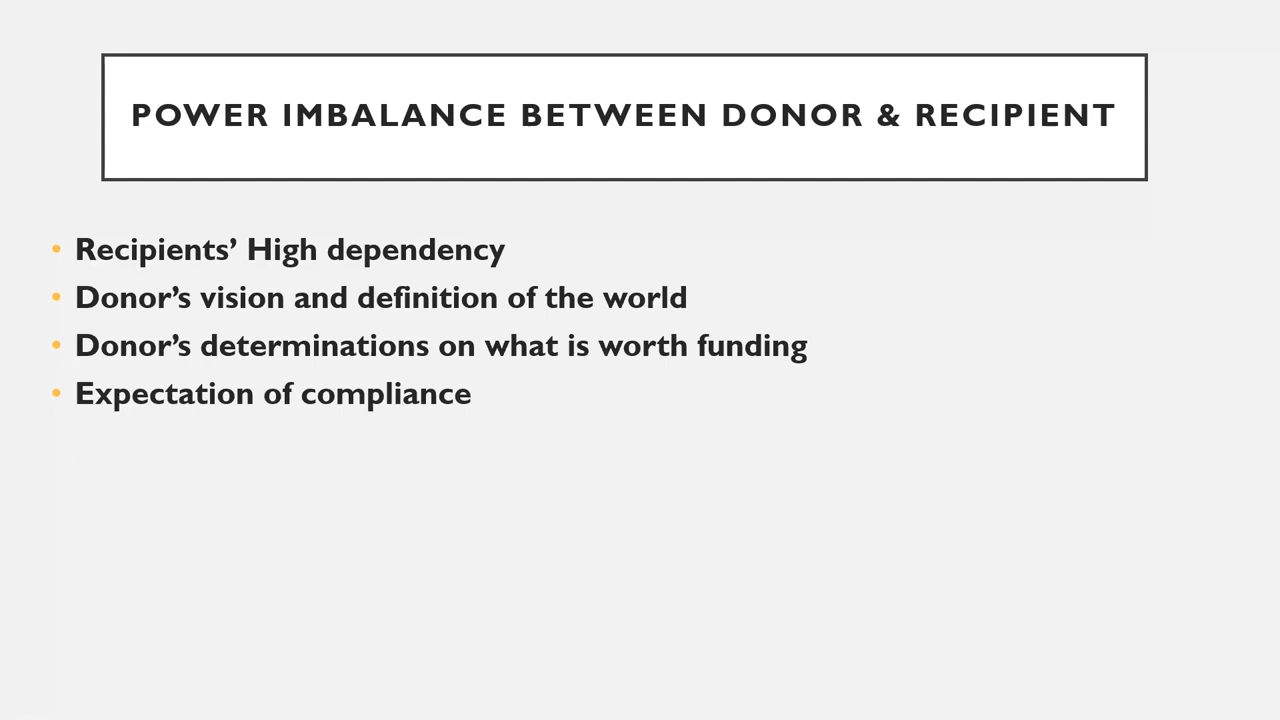 POWER IMBALANCE BETWEEN DONOR & RECIPIENT
• Recipients’ High dependency
• Donor’s vision and definition of the world
• Donor’s determinations on what is worth funding
• Expectation of compliance